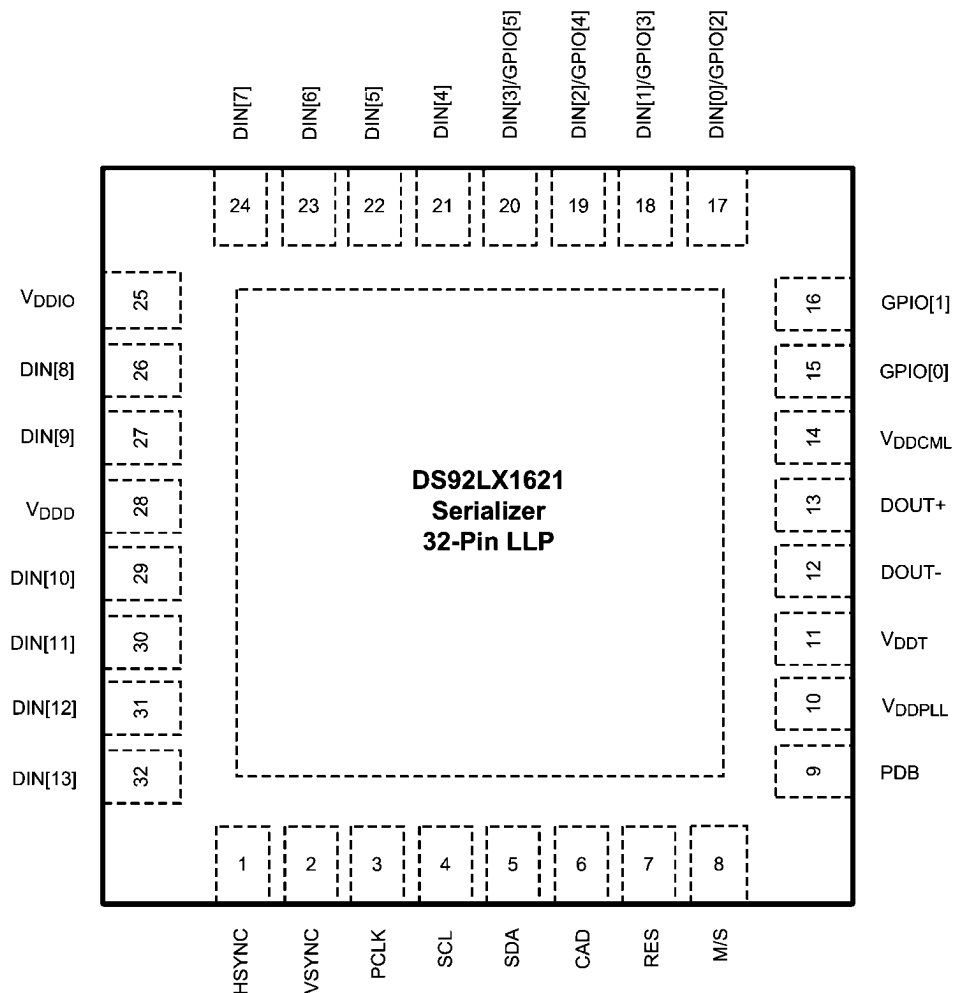 DIN[7]
DIN[6]
DIN[5]
DIN[4]
DIN[3]/GPIO[5]
DIN[2]/GPIO[4]
DIN[1]/GPIO[3]
DIN[0]/GPIO[2]
24
23
22
21
20
19
18
17
VDDIO
25
DIN[8]
26
DIN[9]
27
VDDD
28
DIN[10]
29
DIN[11]
30
DIN[12]
31
DIN[13]
32
DS92LX1621
Serializer
32-Pin LLP
16
GPIO[1]
15
GPIO[0]
14
VDDCML
13
DOUT+
12
DOUT-
11
VDDT
10
VDDPLL
9
PDB
1
2
3
4
5
6
7
8
HSYNC
VSYNC
PCLK
SCL
SDA
CAD
RES
M/S